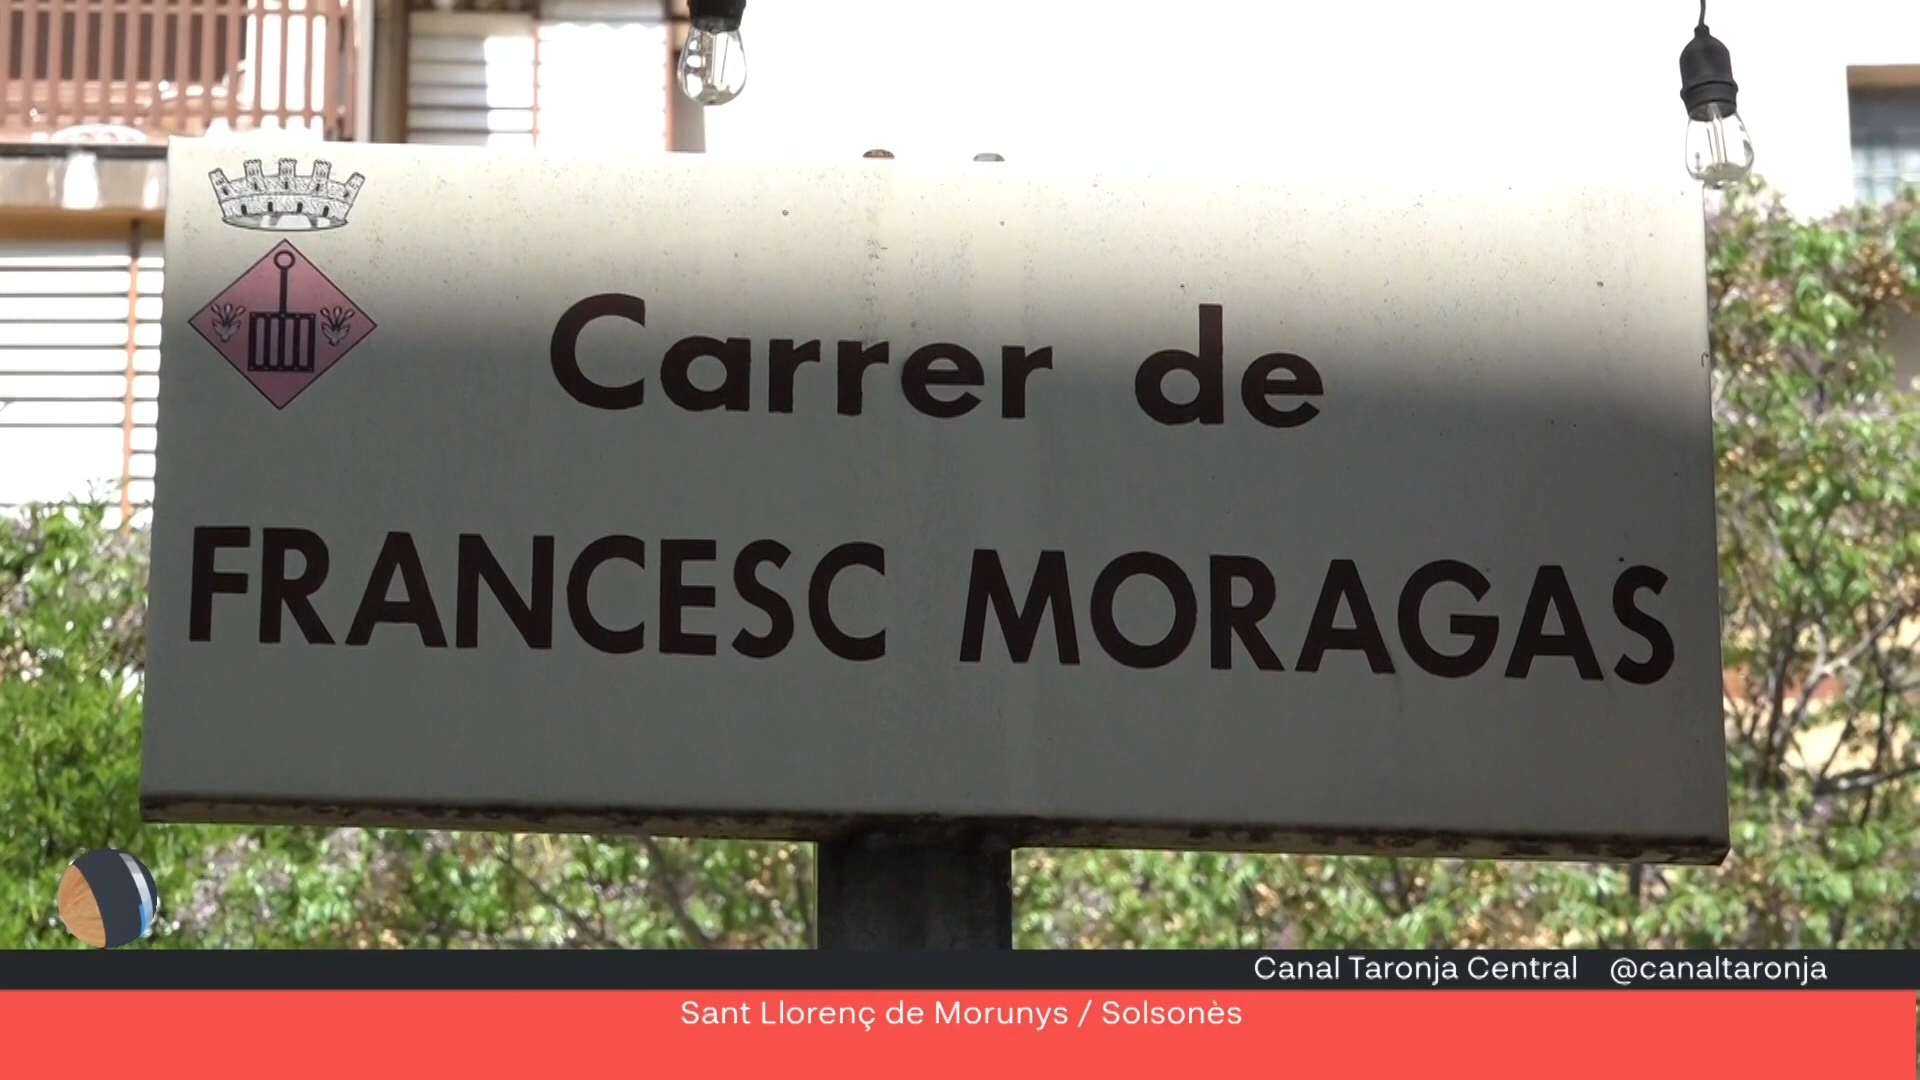 Carrer de
FRANCESC MORAGAS
Canal Taronja Central @canaltaronja
Sant Llorenç de Morunys / Solsonès